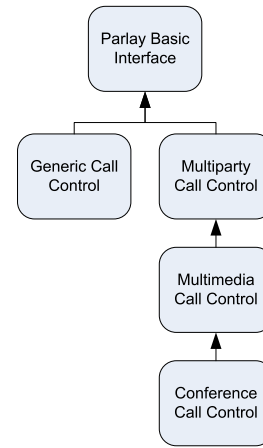 Parlay Basic
Interface
Generic Call
Control
Multiparty
Call Control
Multimedia
Call Control
Conference
Call Control